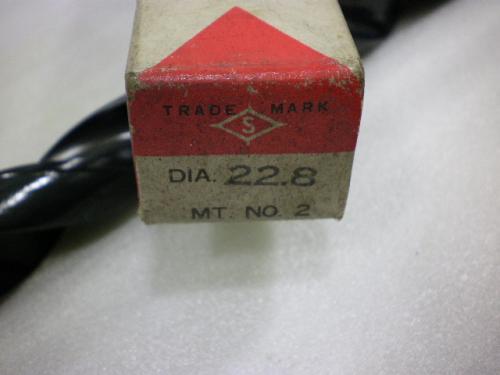 TRADE MARK
S
DIA. 22.8
MT. NO. 2